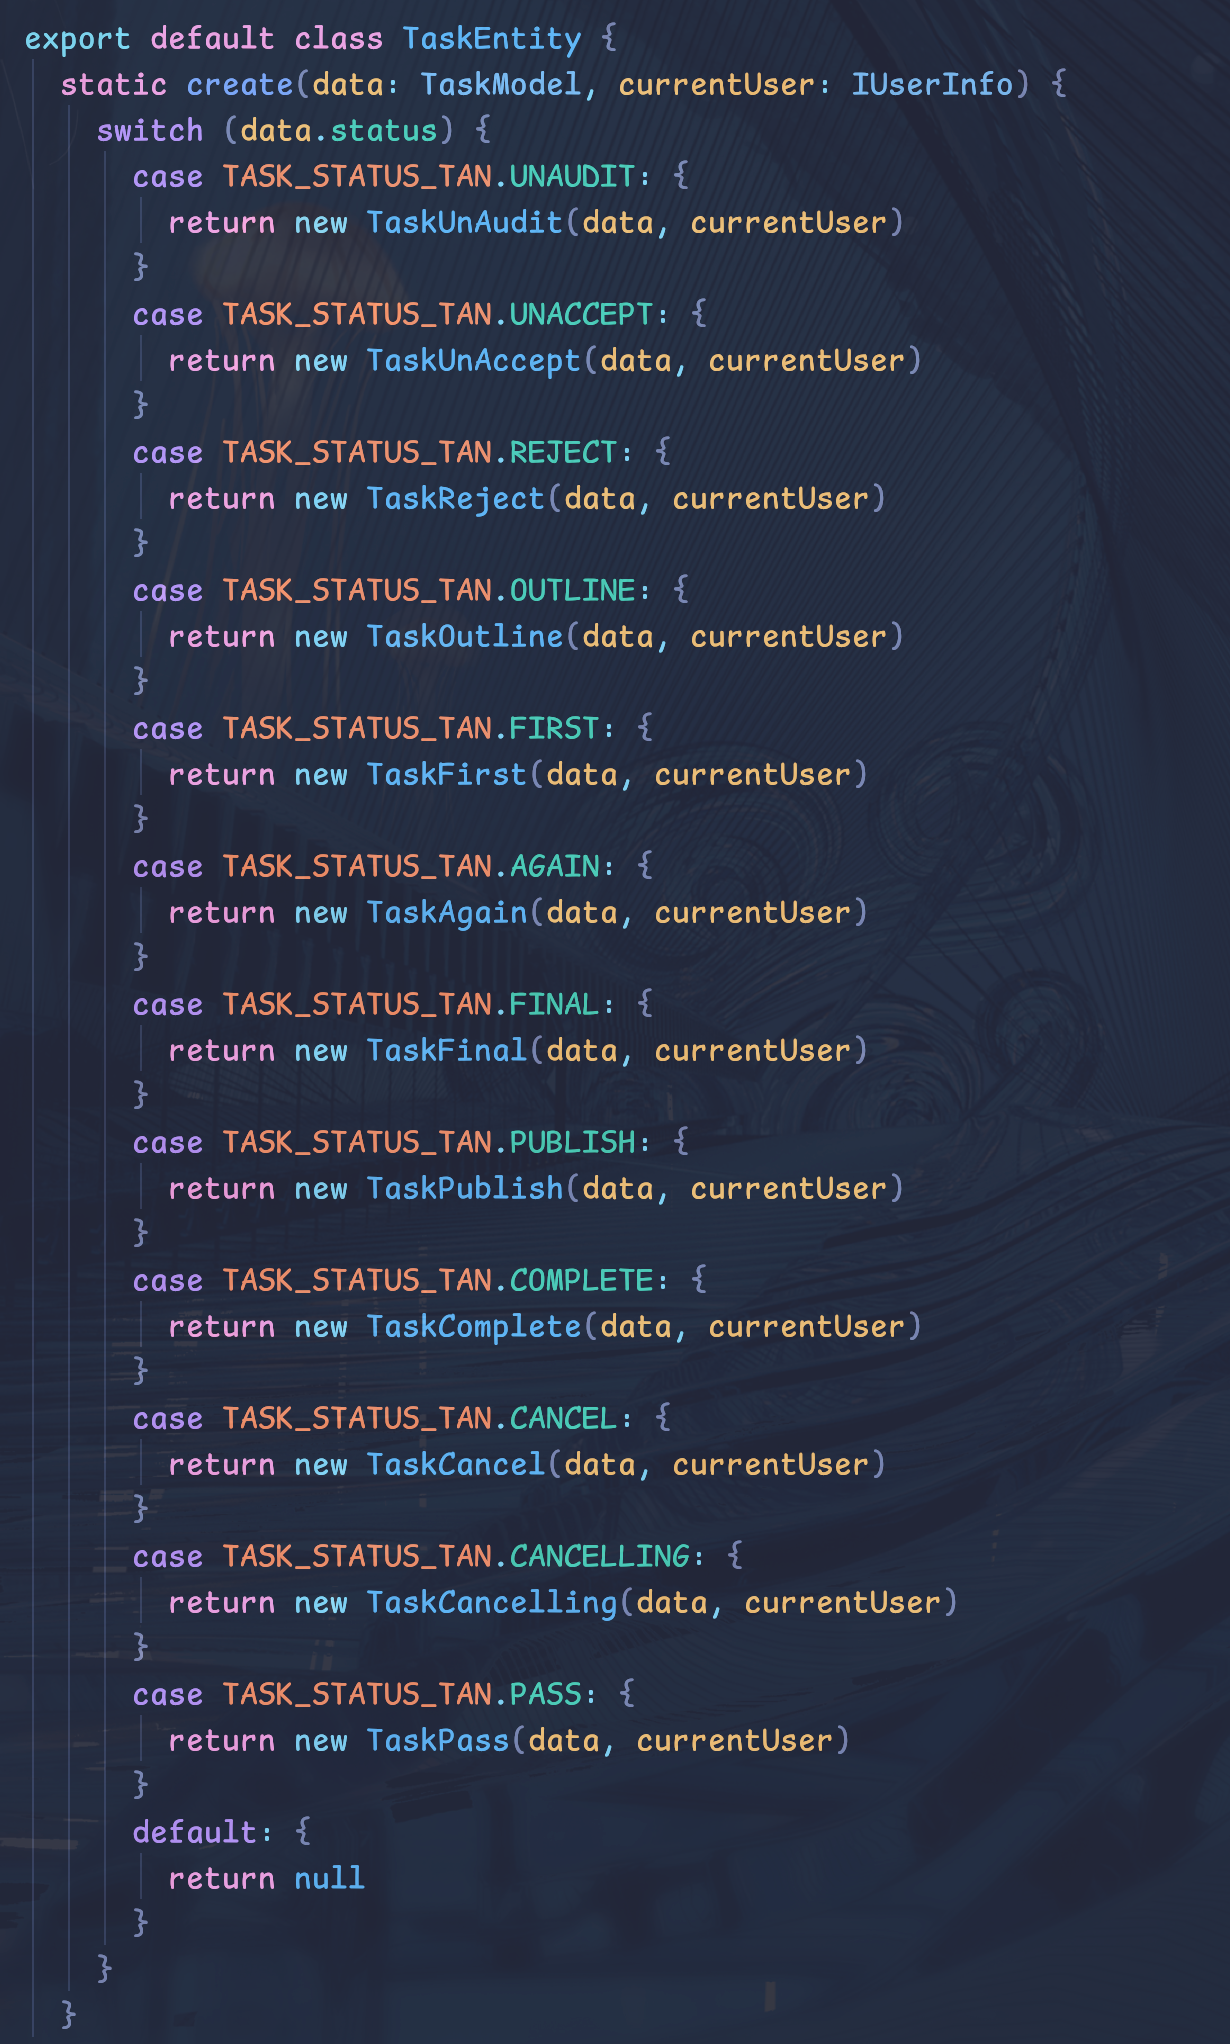 export default class TaskEntity {
static create(data: TaskModel, currentUser: IUserInfo) {
switch (data.status) {
case TASK_STATUS_TAN.UNAUDIT: {
return new TaskUnAudit(data, currentUser)
}
case TASK_STATUS_TAN.UNACCEPT: {
return new TaskUnAccept(data, currentUser)
}
case TASK_STATUS_TAN.REJECT: {
return new TaskReject(data, currentUser)
}
case TASK_STATUS_TAN.OUTLINE: {
return new TaskOutline(data, currentUser)
}
case TASK_STATUS_TAN.FIRST: {
return new TaskFirst(data, currentUser)
}
case TASK_STATUS_TAN.AGAIN: {
return new TaskAgain(data, currentUser)
}
case TASK_STATUS_TAN.FINAL: {
return new TaskFinal(data, currentUser)
}
case TASK_STATUS_TAN.PUBLISH: {
return new TaskPublish(data, currentUser)
}
case TASK_STATUS_TAN.COMPLETE: {
return new TaskComplete(data, currentUser)
}
case TASK_STATUS_TAN.CANCEL: {
return new TaskCancel(data, currentUser)
}
case TASK_STATUS_TAN.CANCELLING: {
return new TaskCancelling(data, currentUser)
}
case TASK_STATUS_TAN.PASS: {
return new TaskPass(data, currentUser)
}
default: {
return null
}
}
}